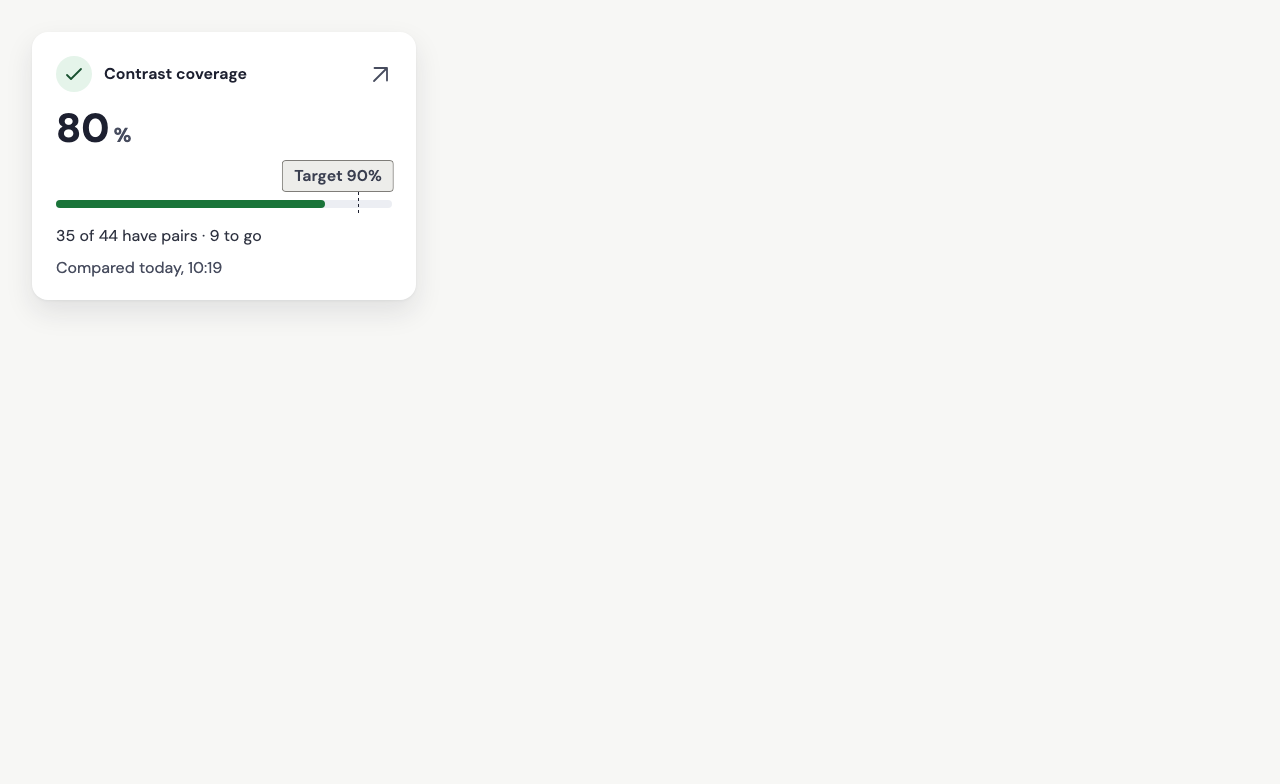 Contrast coverage
80 %
Target 90%
35 of 44 have pairs · 9 to go
Compared today, 10:19